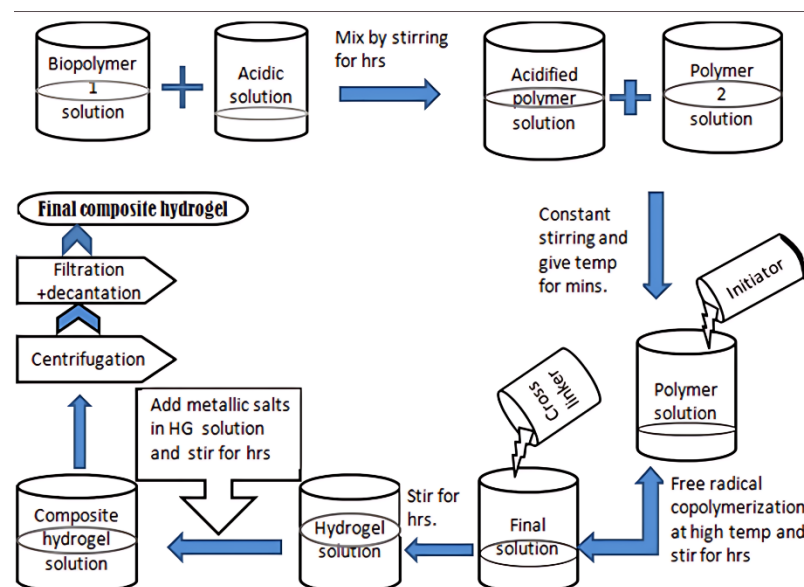 Biopolymer
1
solution
Acidic
solution
Mix by stirring
for hrs
Acidified
polymer
solution
Polymer
2
solution
Constant
stirring and
give temp
for mins.
Initiator
Polymer
solution
Free radical
copolymerization
at high temp and
stir for hrs
Cross
linker
Final
solution
Stir for
hrs.
Hydrogel
solution
Add metallic salts
in HG solution
and stir for hrs
Composite
hydrogel
solution
Centrifugation
Filtration
+decantation
Final composite hydrogel